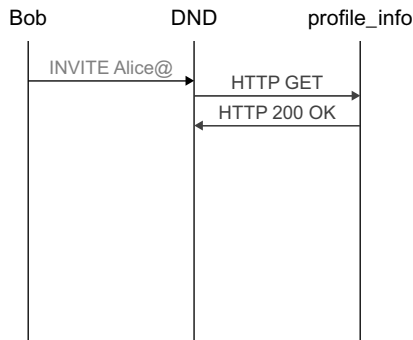 Bob DND profile_info
INVITE Alice@
HTTP GET
HTTP 200 OK